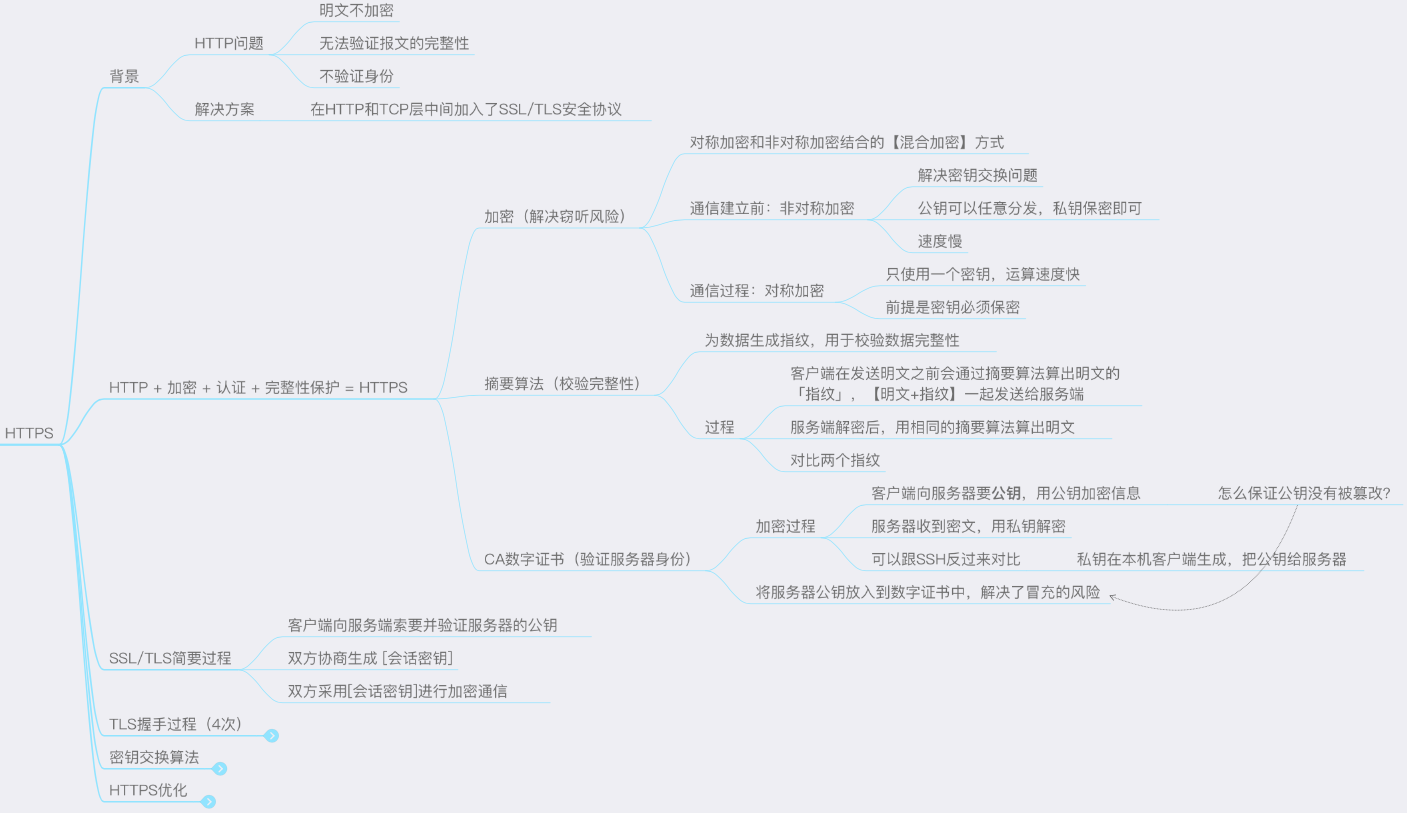 明文不加密
HTTP问题
无法验证报文的完整性
背景
不验证身份
解决方案
在HTTP和TCP层中间加入了SSL/TLS安全协议
对称加密和非对称加密结合的【混合加密】方式
解决密钥交换问题
加密（解决窃听风险）
通信建立前：非对称加密
公钥可以任意分发，私钥保密即可
速度慢
只使用一个密钥，运算速度快
通信过程：对称加密
前提是密钥必须保密
为数据生成指纹，用于校验数据完整性
HTTP + 加密 + 认证 + 完整性保护 = HTTPS
摘要算法（校验完整性）
客户端在发送明文之前会通过摘要算法算出明文的
「指纹」，【明文+指纹】一起发送给服务端
HTTPS
过程
服务端解密后，用相同的摘要算法算出明文
对比两个指纹
客户端向服务器要公钥，用公钥加密信息
怎么保证公钥没有被篡改？
加密过程
服务器收到密文，用私钥解密
CA数字证书（验证服务器身份）
可以跟SSH反过来对比
私钥在本机客户端生成，把公钥给服务器
将服务器公钥放入到数字证书中，解决了冒充的风险
客户端向服务端索要并验证服务器的公钥
SSL/TLS简要过程
双方协商生成 [会话密钥]
双方采用[会话密钥]进行加密通信
TLS握手过程（4次）
密钥交换算法
HTTPS优化